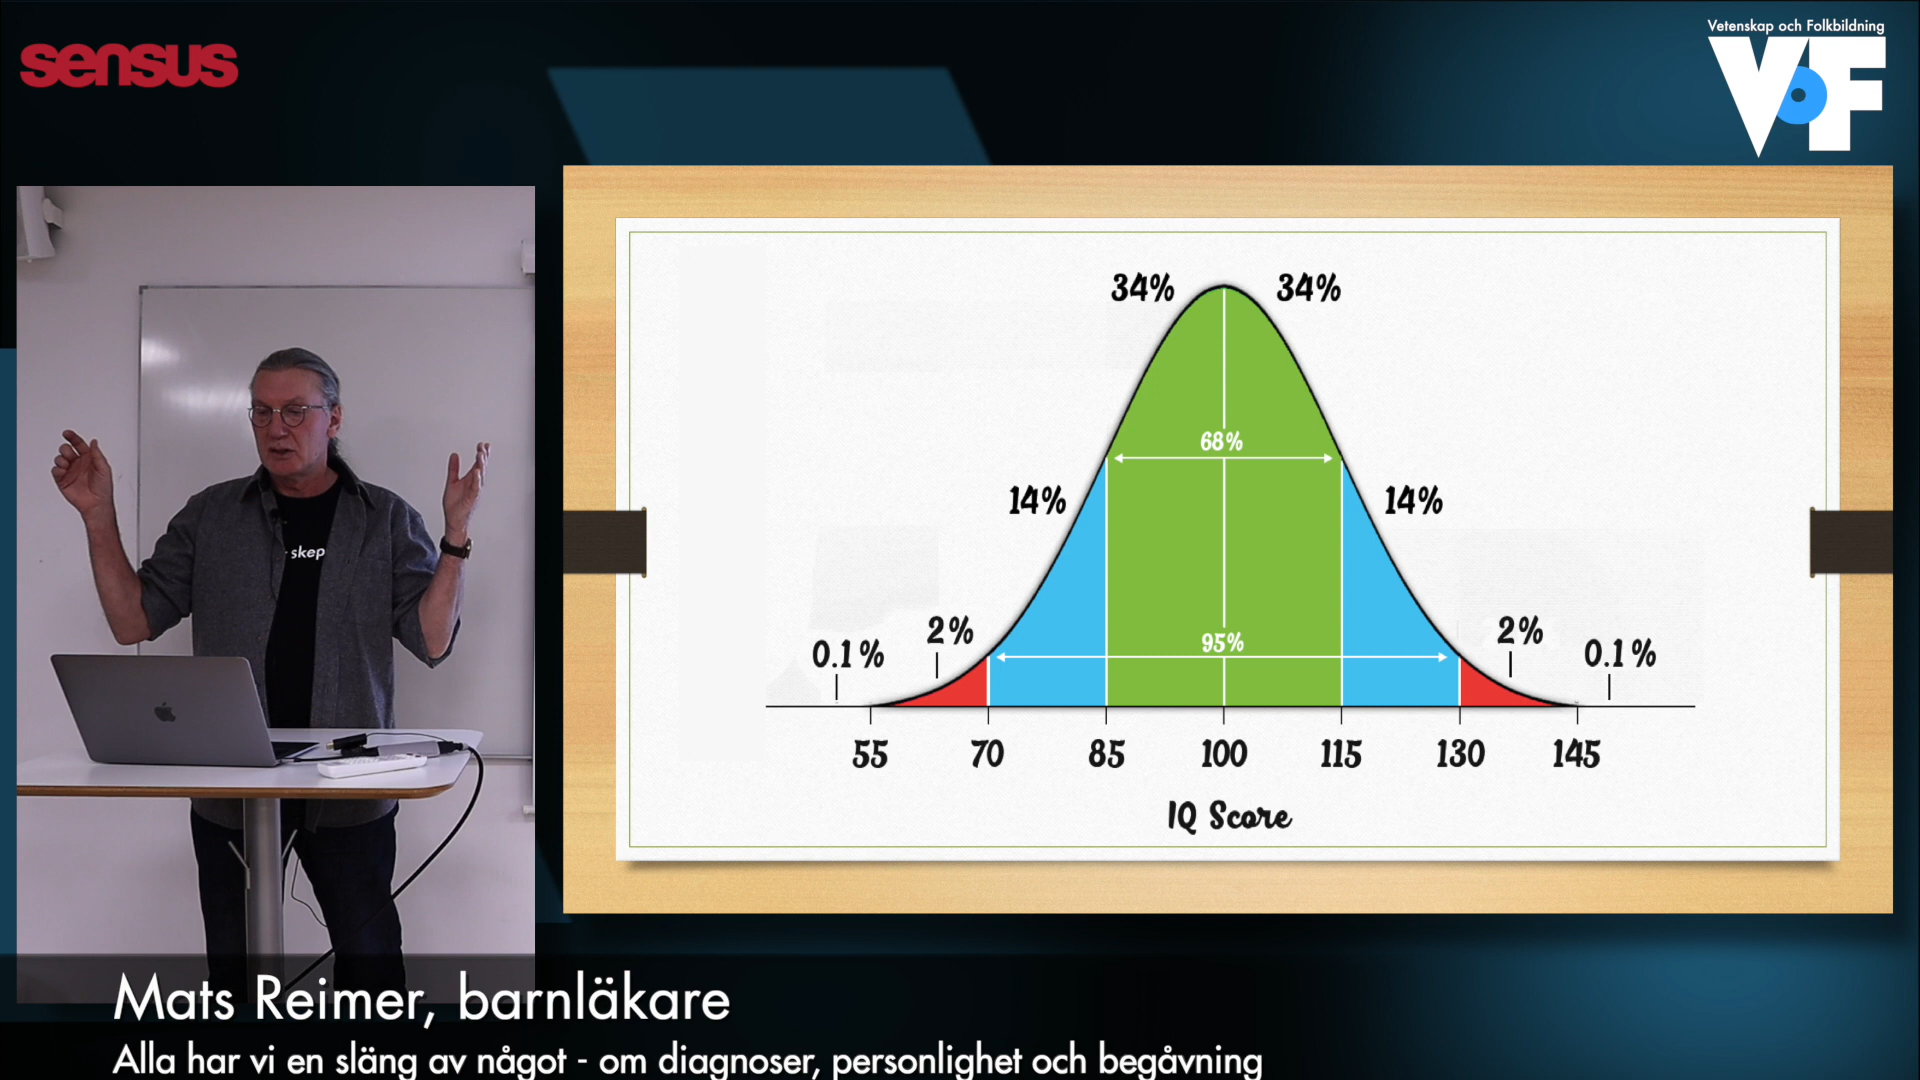 sensus
Vetenskap och Folkbildning
VoF
34% 34%
68%
14% 14%
2% 95% 2%
0.1% 0.1%
55 70 85 100 115 130 145
IQ Score
skep
Mats Reimer, barnläkare
Alla har vi en släng av något - om diagnoser, personlighet och begåvning